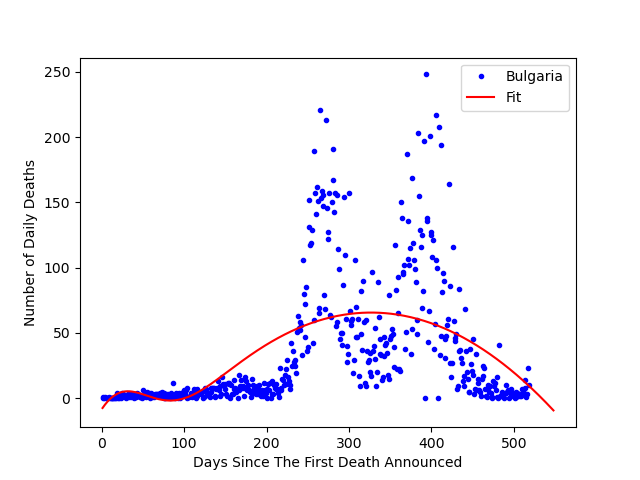 Bulgaria
Fit
Number of Daily Deaths
250
200
150
100
50
0
0 100 200 300 400 500
Days Since The First Death Announced